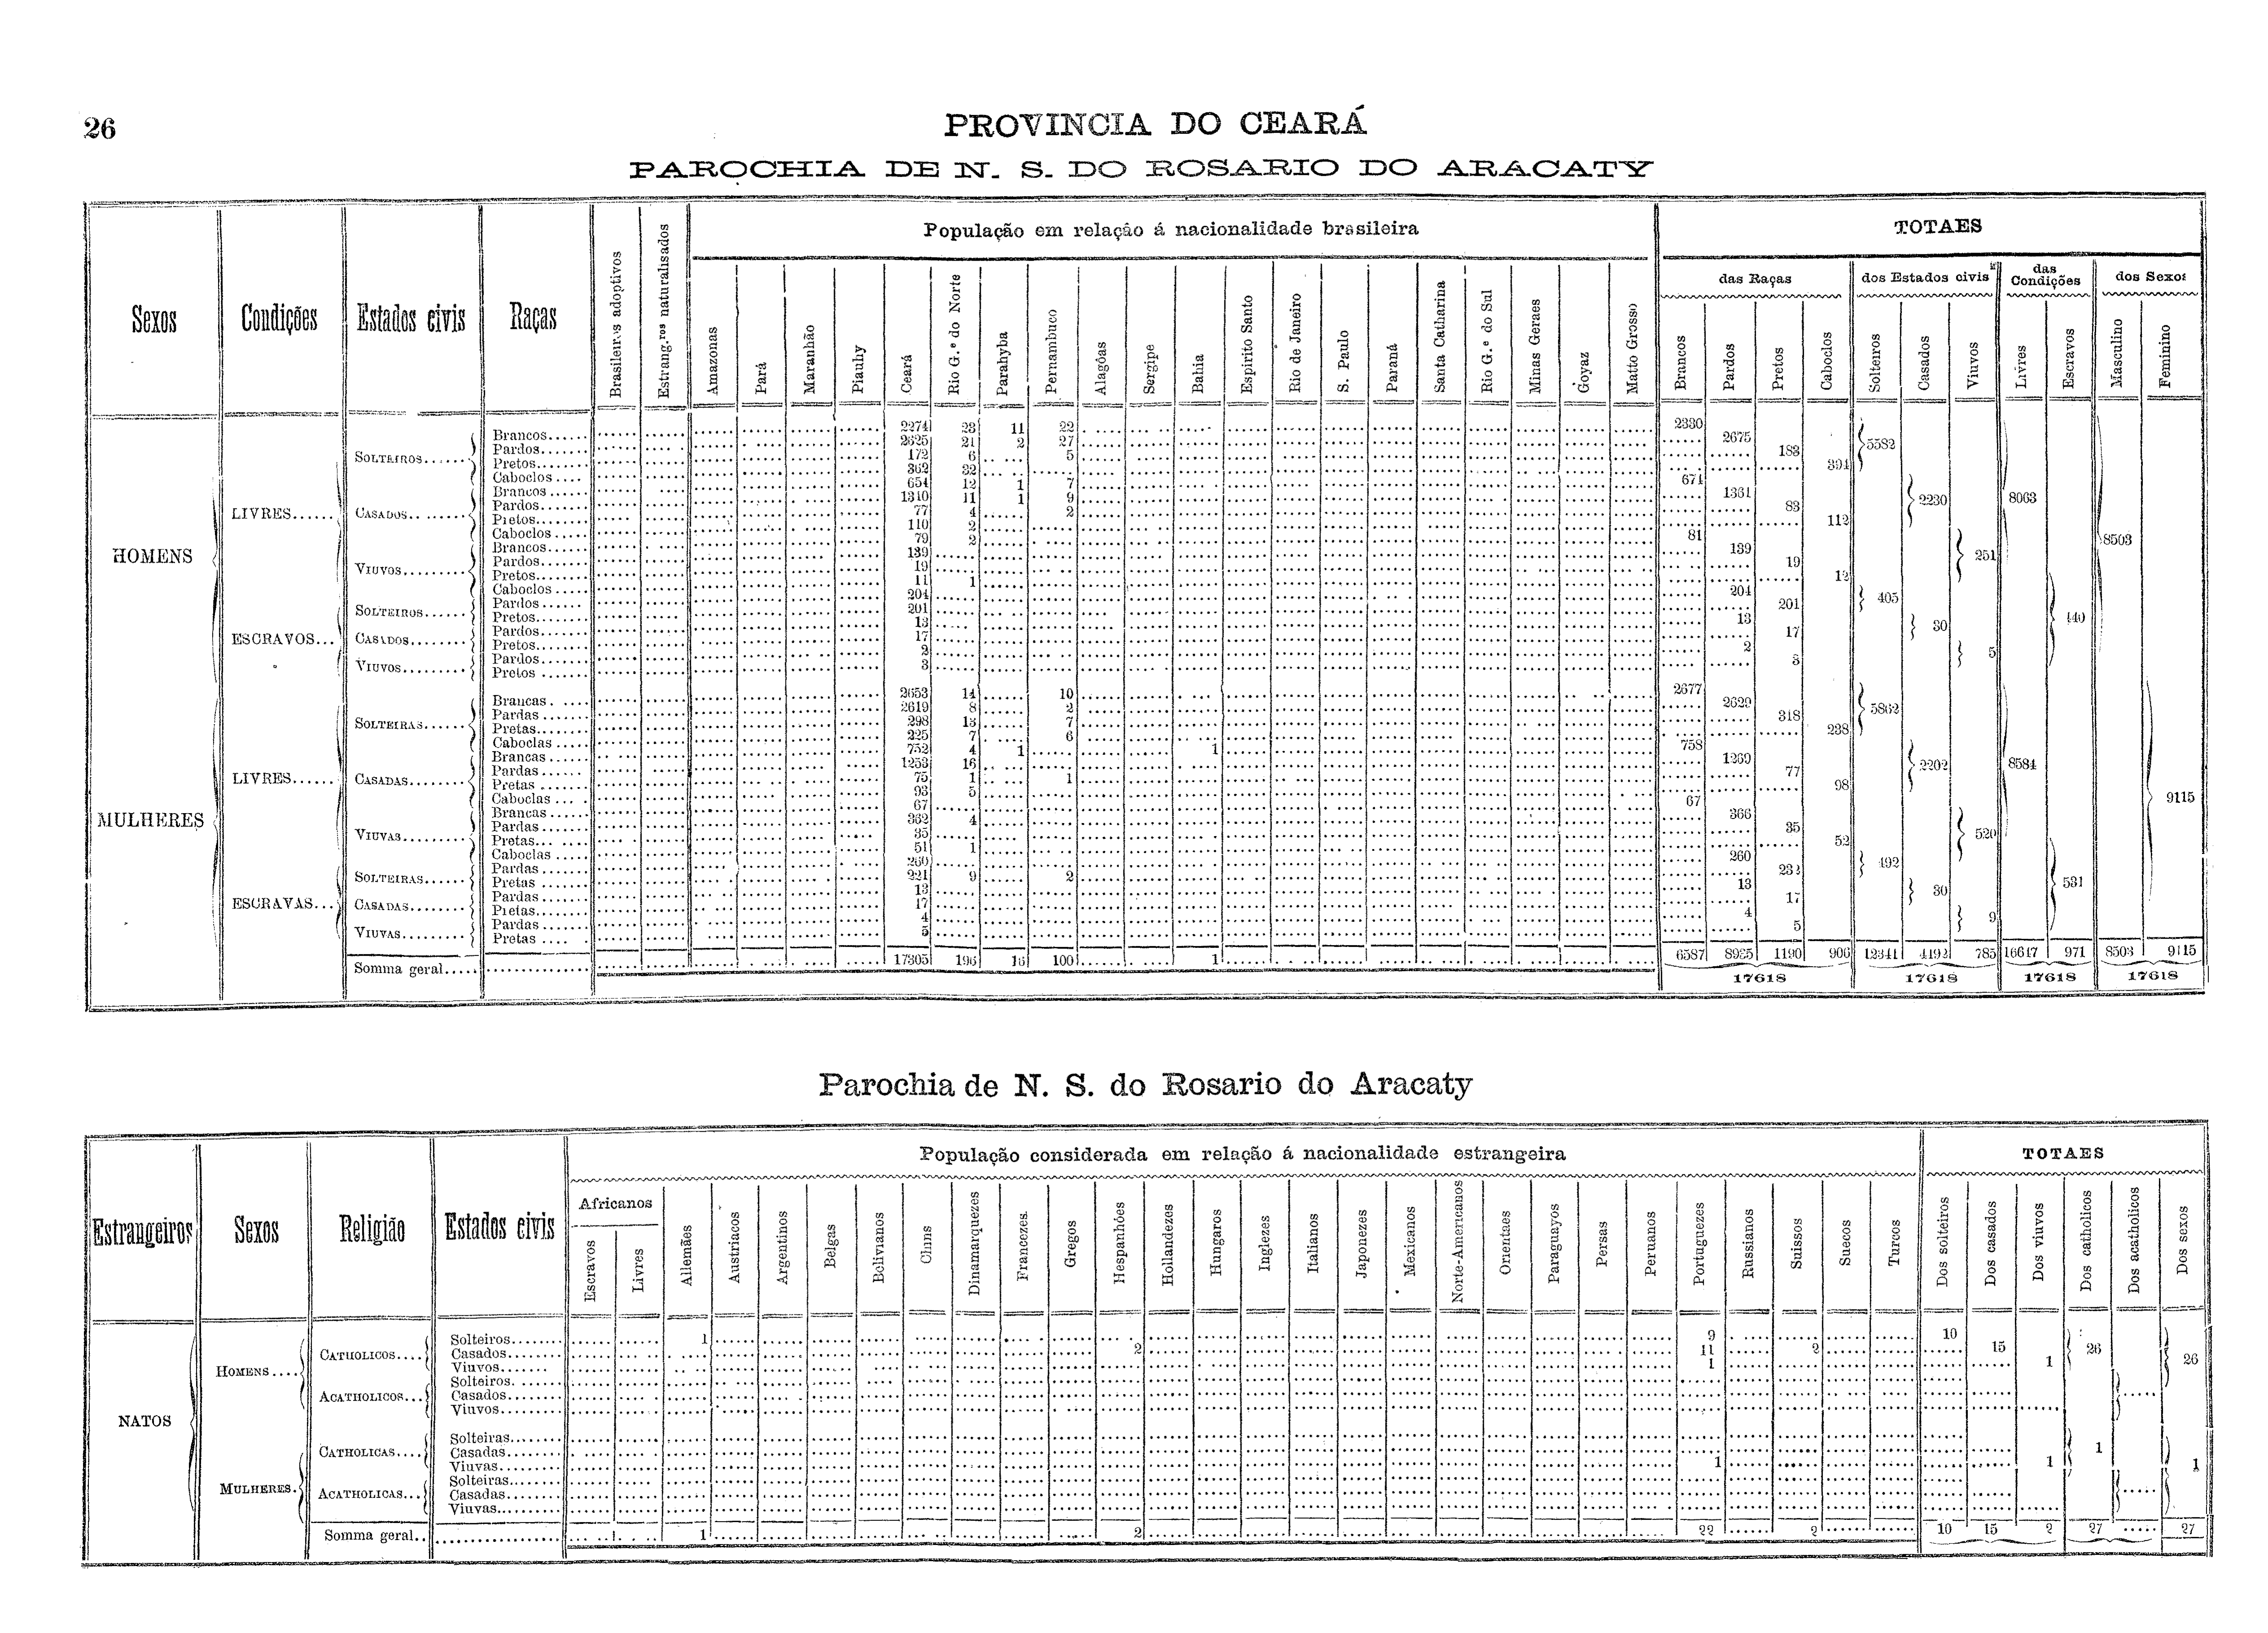 26
PROVINCIA DO CEARÁ
PAROCHIA DE N. S. DO ROSARIO DO ARACATY
Sexos Condições Estados civis Raças Brasileiros adoptivos Estrang.ros naturalisados População em relação á nacionalidade brasileira TOTAES
das Raças dos Estados civis das Condições dos Sexos
Amazonas Pará Maranhão Piauhy Ceará Rio G.e do Norte Parahyba Pernambuco Alagôas Sergipe Bahia Espirito Santo Rio de Janeiro S. Paulo Paraná Santa Catharina Rio G.e do Sul Minas Geraes Goyaz Matto Grosso Brancos Pardos Pretos Caboclos Solteiros Casados Viuvos Livres Escravos Masculino Feminino
HOMENS LIVRES...... SOLTEIROS...... Brancos...... 2274 23 11 22 2330 5582 8063 8503
Pardos....... 2625 21 2 27 2675
Pretos....... 172 6 5 183
Caboclos.... 362 32 394
CASADOS........ Brancos...... 654 12 1 7 671 2230
Pardos....... 1340 11 1 9 1361
Pretos....... 77 4 2 83
Caboclos...... 110 2 112
VIUVOS......... Brancos...... 79 2 81 251
Pardos....... 139 139
Pretos....... 19 19
Caboclos...... 11 1 12
ESCRAVOS... SOLTEIROS...... Pardos...... 204 204 405 440
Pretos....... 201 201
CASADOS........ Pardos....... 13 13 30
Pretos....... 17 17
VIUVOS......... Pardos....... 2 2 5
Pretos....... 3 3
MULHERES LIVRES...... SOLTEIRAS...... Brancas...... 2653 14 10 2677 5862 8584 9115
Pardas....... 2619 8 2 2629
Pretas....... 298 13 7 318
Caboclas..... 225 7 6 238
CASADAS........ Brancas...... 752 4 1 1 758 2202
Pardas...... 1253 16 1269
Pretas....... 75 1 1 77
Caboclas.... 93 5 98
VIUVAS......... Brancas...... 67 67 520
Pardas....... 362 4 366
Pretas....... 35 35
Caboclas..... 51 1 52
ESCRAVAS... SOLTEIRAS...... Pardas....... 260 260 492 531
Pretas....... 221 9 2 232
CASADAS........ Pardas....... 13 13 30
Pretas....... 17 17
VIUVAS......... Pardas....... 4 4 9
Pretas..... 5 5
Somma geral..... 17305 196 16 100 1 6587 8925 1190 906 12341 4492 785 16647 971 8503 9115
17618 17618 17618 17618
Parochia de N. S. do Rosario do Aracaty
Estrangeiros Sexos Religião Estados civis População considerada em relação á nacionalidade estrangeira TOTAES
Africanos
Escravos Livres Allemães Austriacos Argentinos Belgas Bolivianos Chins Dinamarquezes Francezes Gregos Hespanhóes Hollandezes Hungaros Inglezes Italianos Japonezes Mexicanos Norte-Americanos Orientaes Paraguayos Persas Peruanos Portuguezes Russianos Suissos Suecos Turcos Dos solteiros Dos casados Dos viuvos Dos catholicos Dos acatholicos Dos sexos
NATOS HOMENS.... CATHOLICOS.... Solteiros........ 1 9 10 26 26
Casados........ 2 11 2 15
Viuvos....... 1 1
ACATHOLICOS... Solteiros.......
Casados........
Viuvos.........
MULHERES. CATHOLICAS.... Solteiras........
Casadas........ 1
Viuvas......... 1 1 1
ACATHOLICAS... Solteiras........
Casadas........
Viuvas.........
Somma geral.. 1 2 22 2 10 15 2 27 27